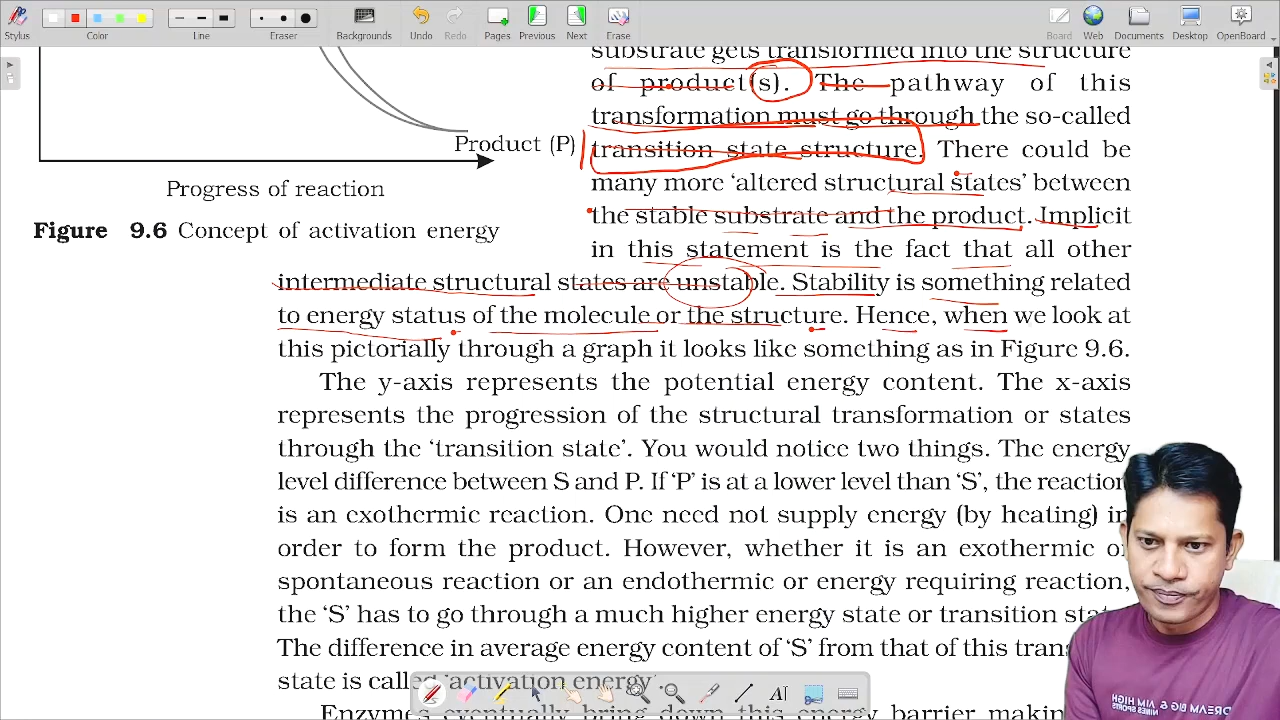 Stylus
Color
Line
Eraser
Backgrounds
Undo
Redo
Pages
Previous
Next
Erase
Board
Web
Documents
Desktop
OpenBoard
substrate gets transformed into the structure
of product(s). The pathway of this
transformation must go through the so-called
transition state structure. There could be
many more ‘altered structural states’ between
the stable substrate and the product. Implicit
in this statement is the fact that all other
intermediate structural states are unstable. Stability is something related
to energy status of the molecule or the structure. Hence, when we look at
this pictorially through a graph it looks like something as in Figure 9.6.
Product (P)
Progress of reaction
Figure 9.6 Concept of activation energy
The y-axis represents the potential energy content. The x-axis
represents the progression of the structural transformation or states
through the ‘transition state’. You would notice two things. The energy
level difference between S and P. If ‘P’ is at a lower level than ‘S’, the reaction
is an exothermic reaction. One need not supply energy (by heating) in
order to form the product. However, whether it is an exothermic or
spontaneous reaction or an endothermic or energy requiring reaction,
the ‘S’ has to go through a much higher energy state or transition
The difference in average energy content of ‘S’ from that of this
state is called ‘activation energy’.
Enzymes eventually bring down this energy barrier
DREAM BIG & AIM HIGH